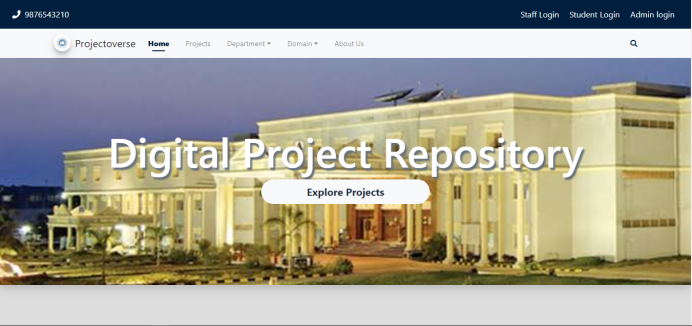 9876543210 Staff Login Student Login Admin login
Projectoverse Home Projects Department Domain About Us
Digital Project Repository
Explore Projects